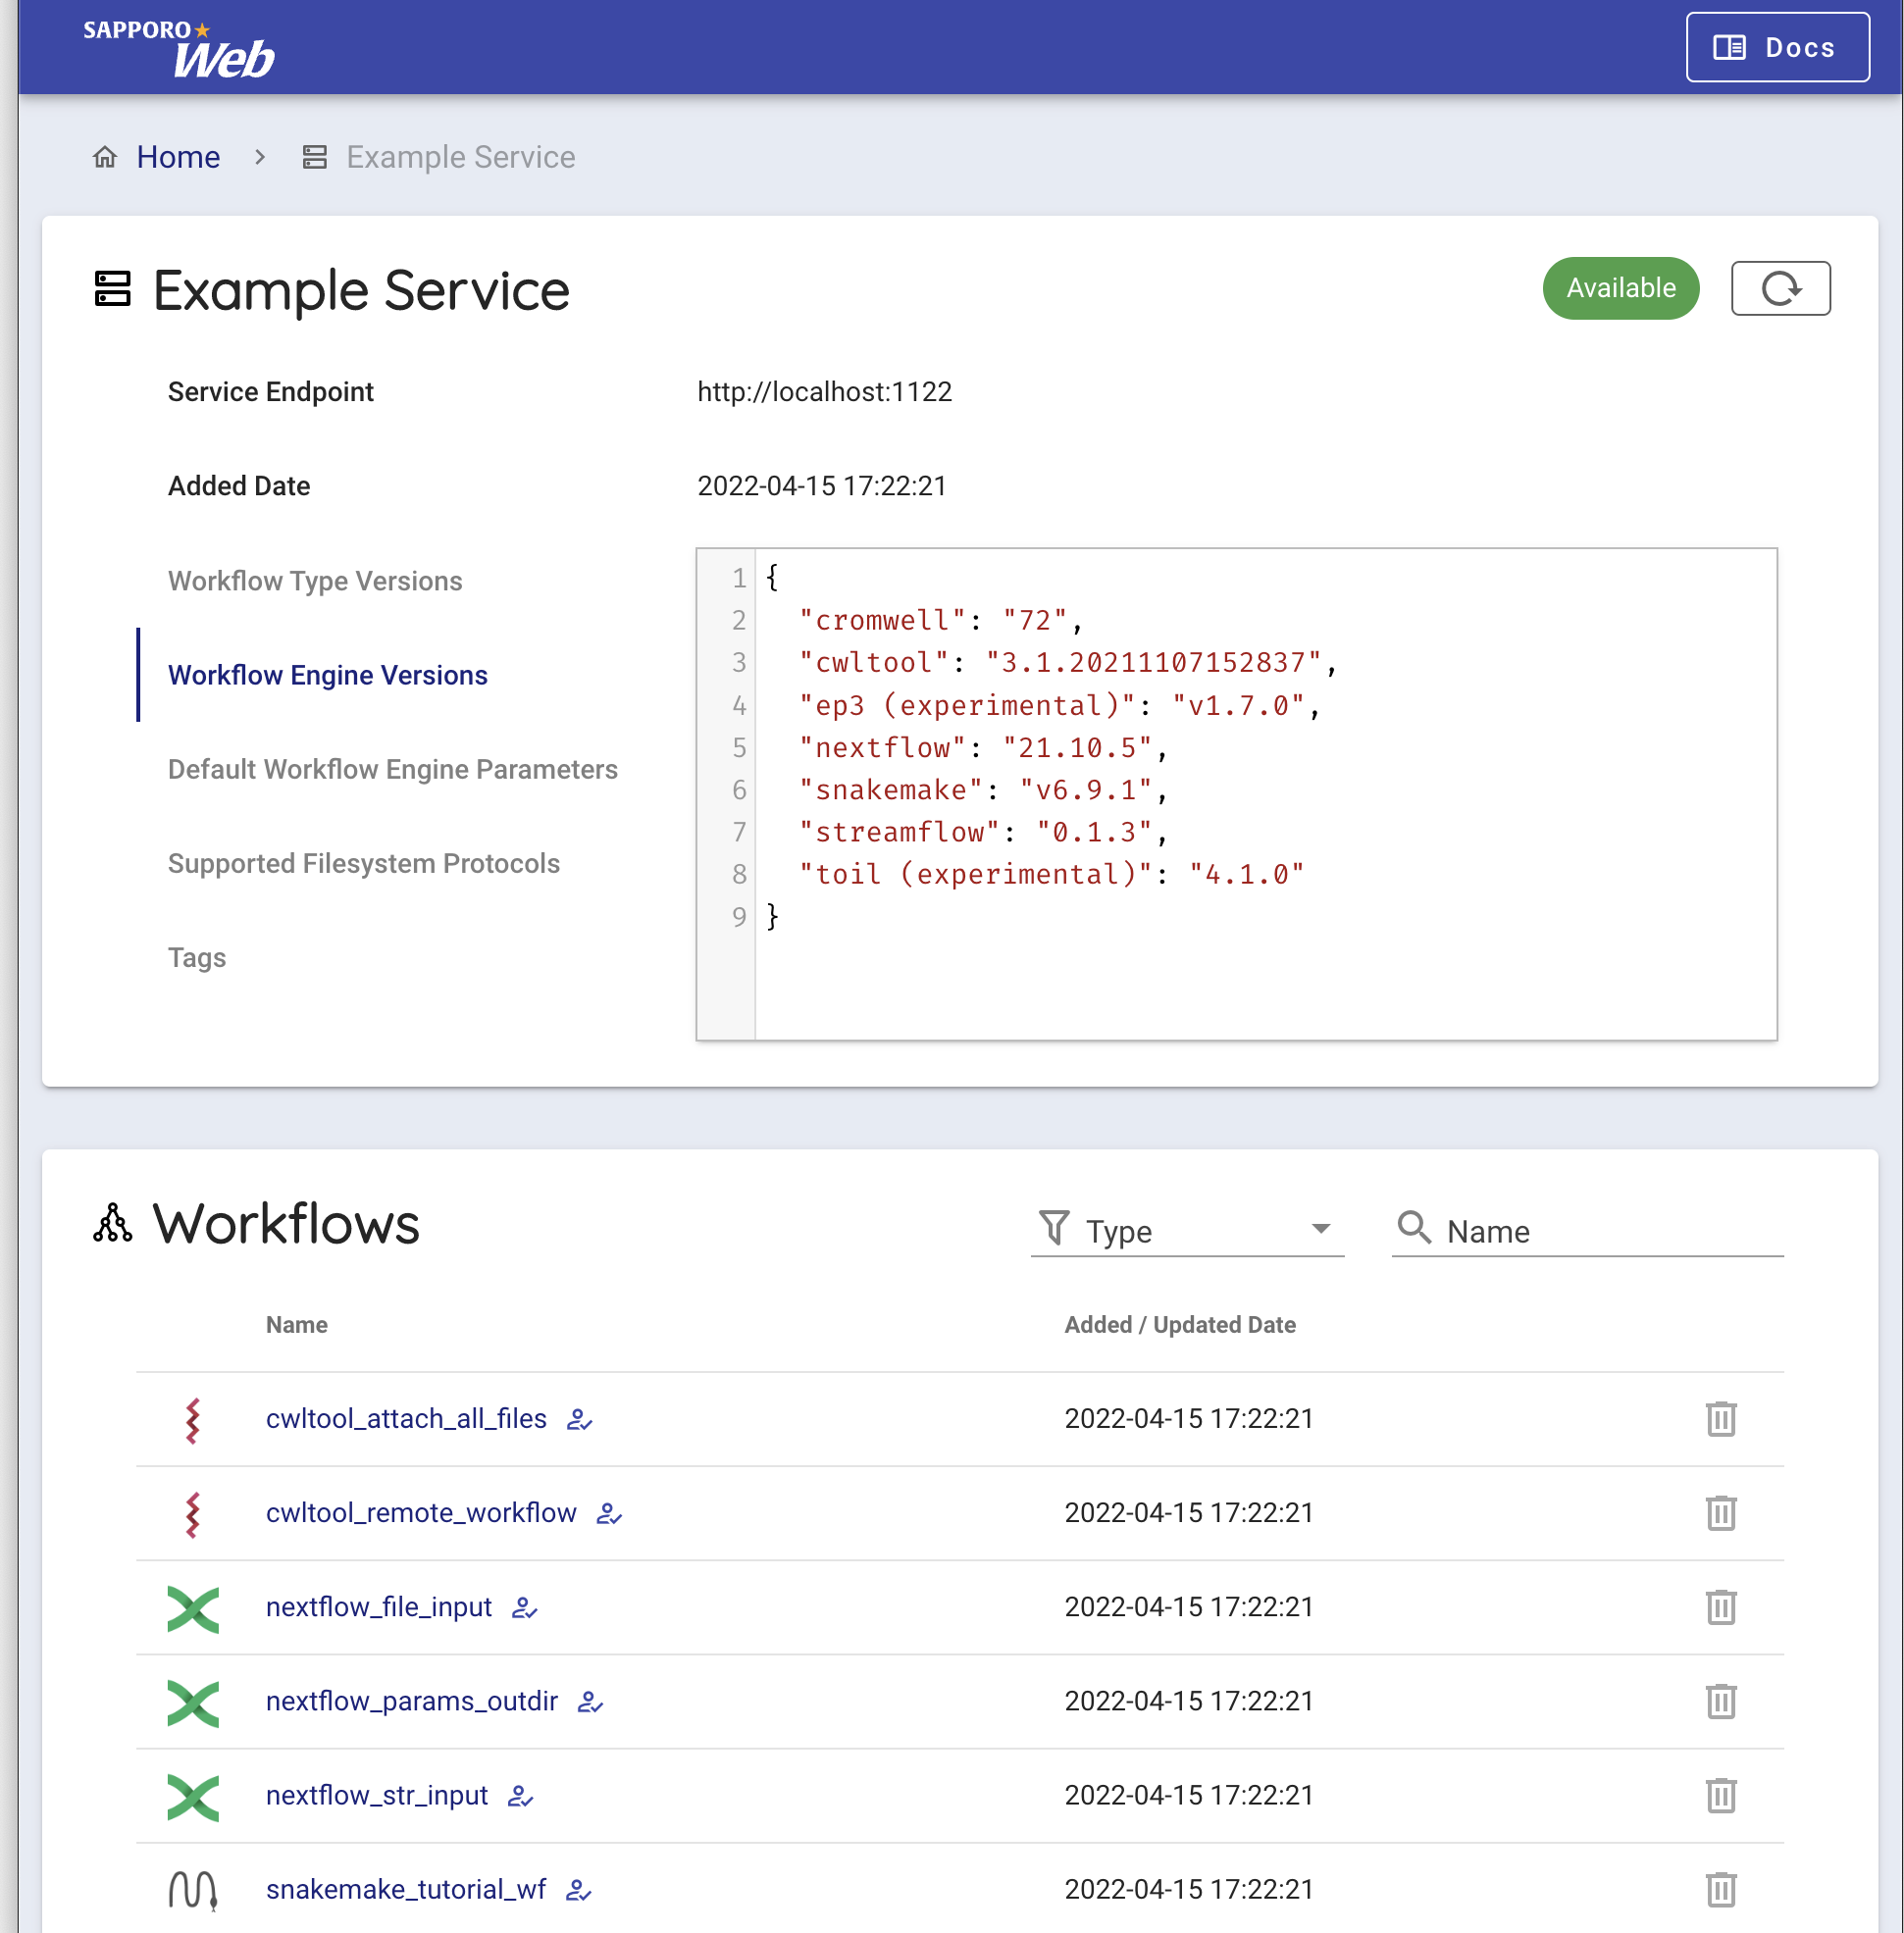 SAPPORO
Web
Docs
Home
Example Service
Example Service
Available
Service Endpoint http://localhost:1122
Added Date 2022-04-15 17:22:21
Workflow Type Versions
Workflow Engine Versions
Default Workflow Engine Parameters
Supported Filesystem Protocols
Tags
1 {
2 "cromwell": "72",
3 "cwltool": "3.1.20211107152837",
4 "ep3 (experimental)": "v1.7.0",
5 "nextflow": "21.10.5",
6 "snakemake": "v6.9.1",
7 "streamflow": "0.1.3",
8 "toil (experimental)": "4.1.0"
9 }
Workflows
Type
Name
Name Added / Updated Date
cwltool_attach_all_files 2022-04-15 17:22:21
cwltool_remote_workflow 2022-04-15 17:22:21
nextflow_file_input 2022-04-15 17:22:21
nextflow_params_outdir 2022-04-15 17:22:21
nextflow_str_input 2022-04-15 17:22:21
snakemake_tutorial_wf 2022-04-15 17:22:21